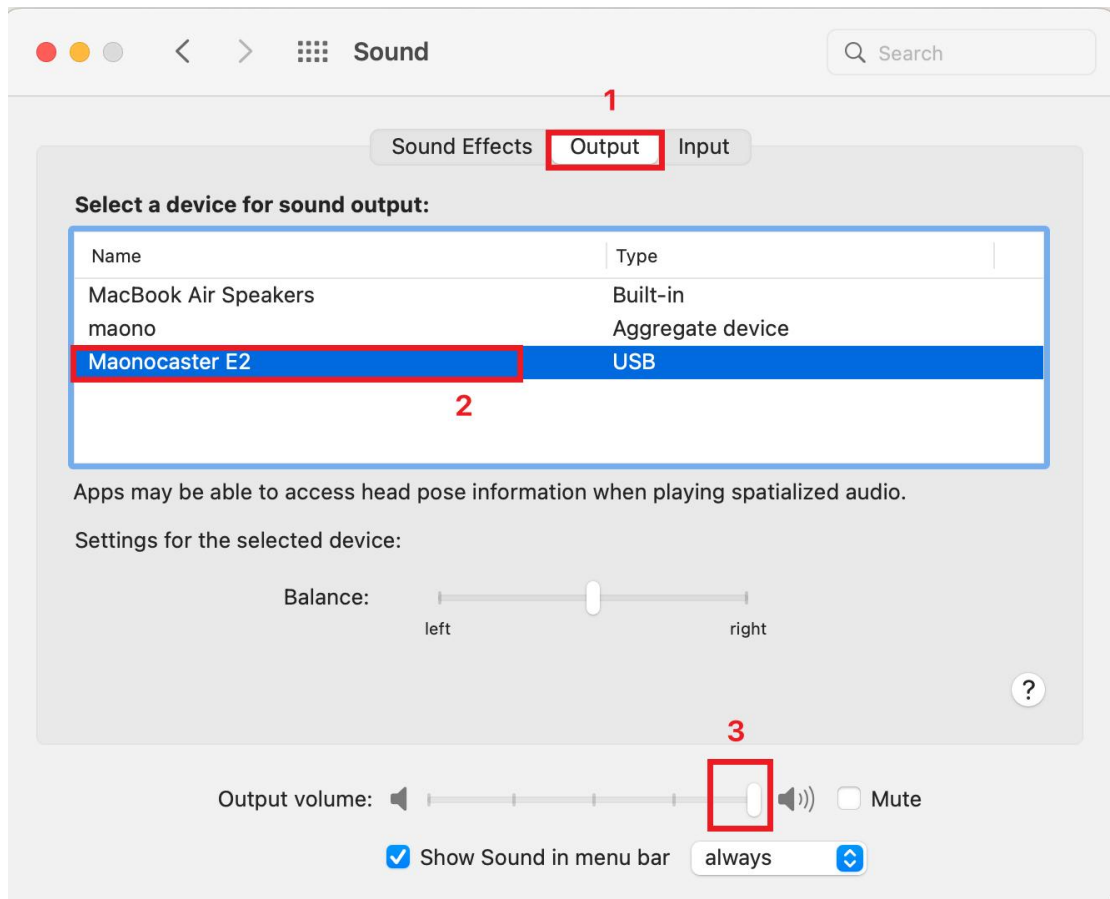 Sound
Search
1
Sound Effects Output Input
Select a device for sound output:
Name Type
MacBook Air Speakers Built-in
maono Aggregate device
Maonocaster E2 USB
2
Apps may be able to access head pose information when playing spatialized audio.
Settings for the selected device:
Balance:
left right
?
3
Output volume: Mute
Show Sound in menu bar always